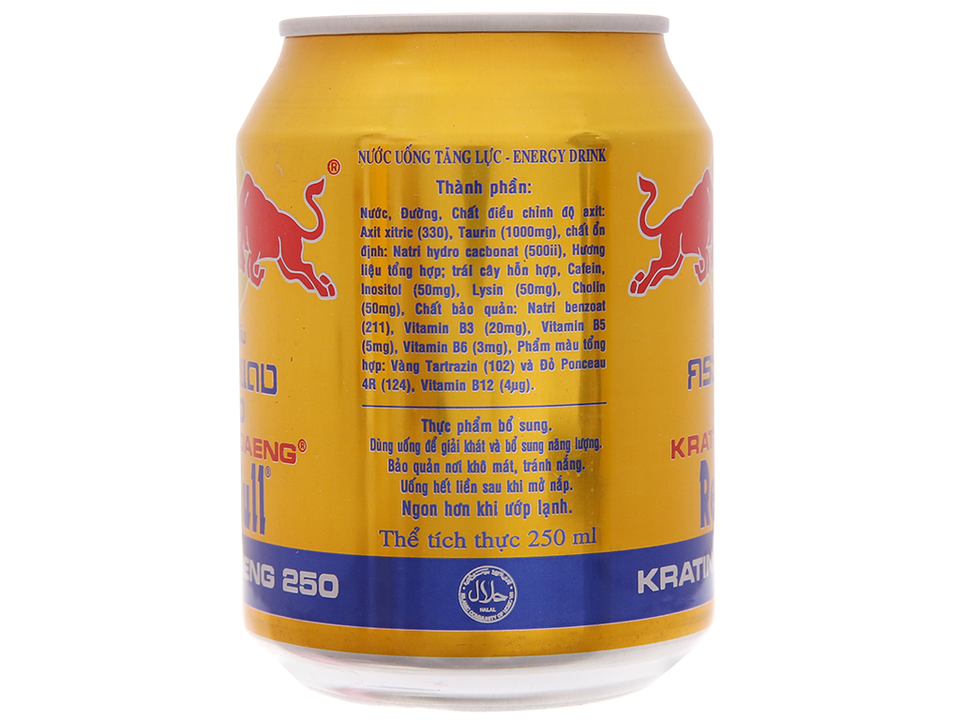 NƯỚC UỐNG TĂNG LỰC - ENERGY DRINK
Thành phần:
Nước, Đường, Chất điều chỉnh độ axit:
Axit xitric (330), Taurin (1000mg), chất ổn
định: Natri hydro cacbonat (500ii), Hương
liệu tổng hợp; trái cây hỗn hợp, Cafein,
Inositol (50mg), Lysin (50mg), Cholin
(50mg), Chất bảo quản: Natri benzoat
(211), Vitamin B3 (20mg), Vitamin B5
(5mg), Vitamin B6 (3mg), Phẩm màu tổng
hợp: Vàng Tartrazin (102) và Đỏ Ponceau
4R (124), Vitamin B12 (4µg).
Thực phẩm bổ sung.
Dùng uống để giải khát và bổ sung năng lượng.
Bảo quản nơi khô mát, tránh nắng.
Uống hết liền sau khi mở nắp.
Ngon hơn khi ướp lạnh.
Thể tích thực 250 ml
®
AENG®
ull®
ENG 250
KRATI
Re
KRATIN
حلال
HALAL